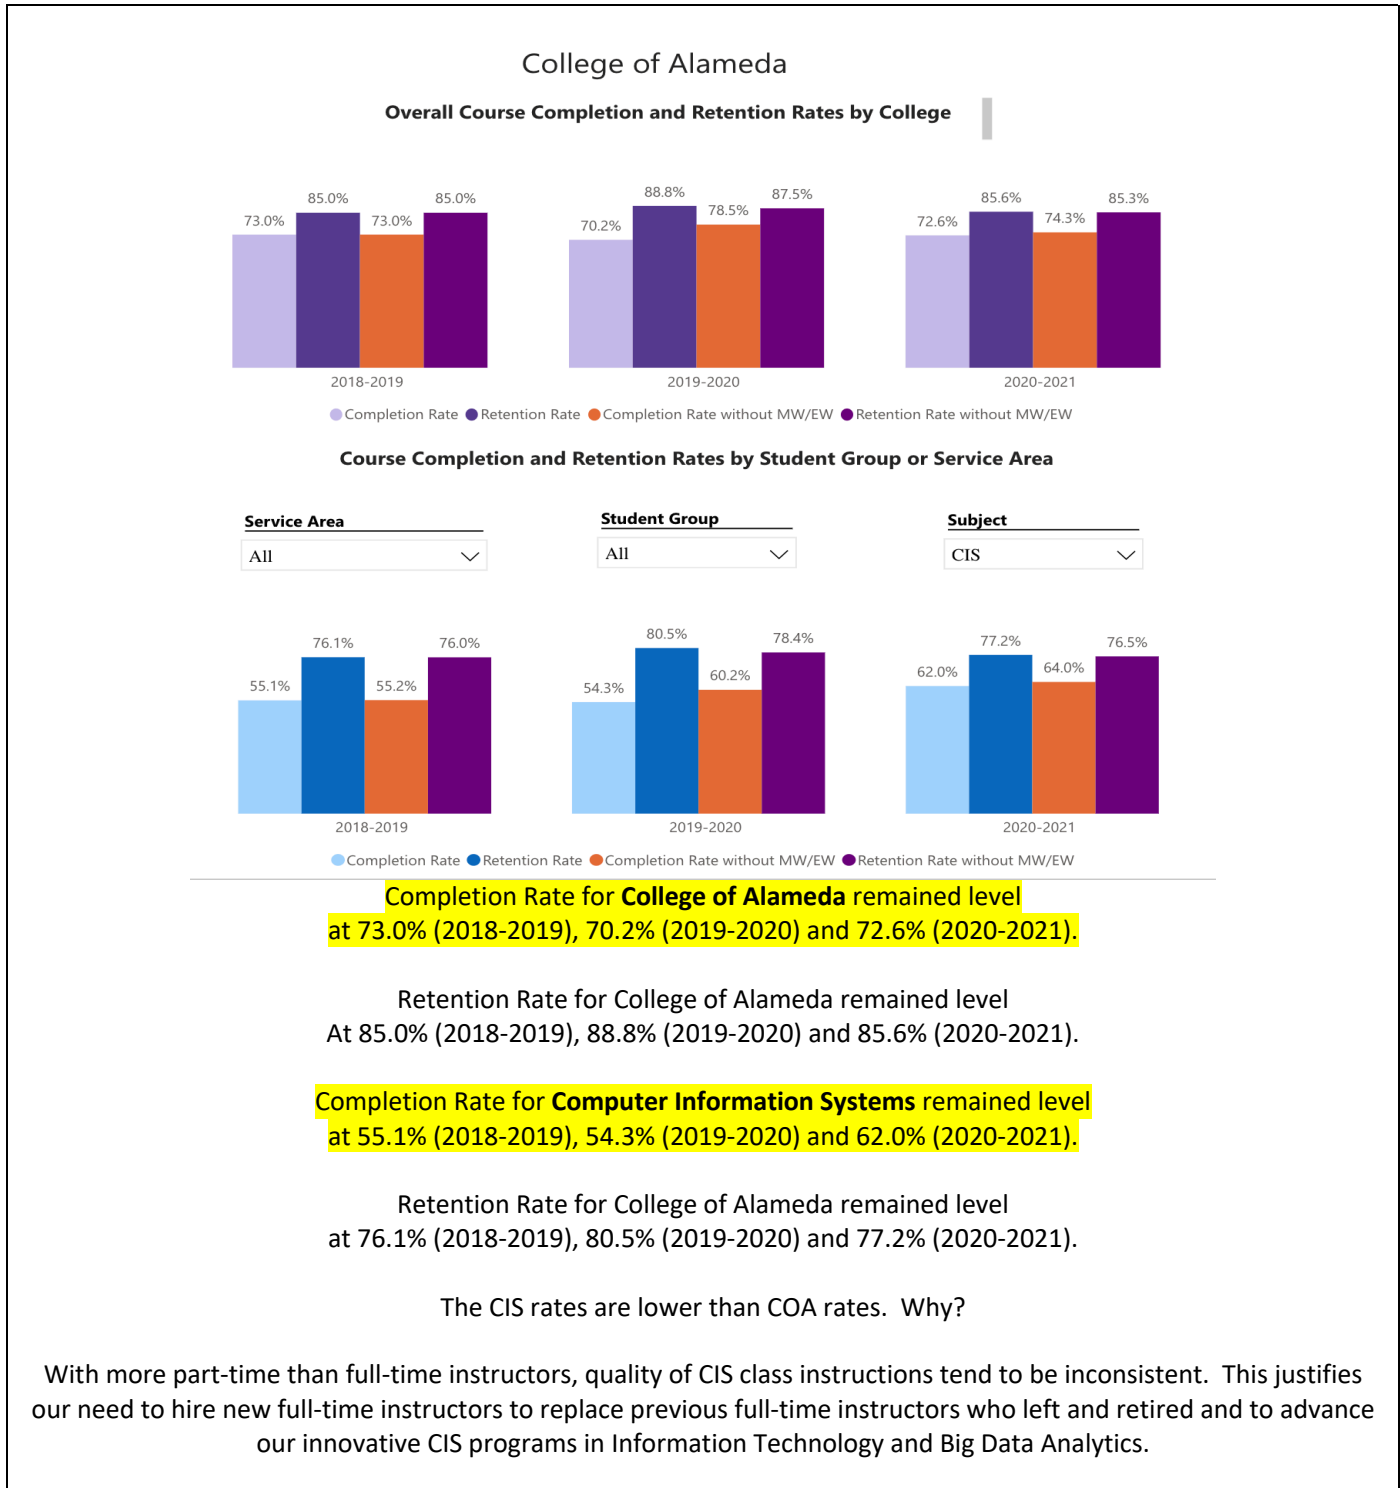 College of Alameda
Overall Course Completion and Retention Rates by College
73.0% 85.0% 73.0% 85.0% 70.2% 88.8% 78.5% 87.5% 72.6% 85.6% 74.3% 85.3%
2018-2019 2019-2020 2020-2021
Completion Rate Retention Rate Completion Rate without MW/EW Retention Rate without MW/EW
Course Completion and Retention Rates by Student Group or Service Area
Service Area Student Group Subject
All All CIS
55.1% 76.1% 55.2% 76.0% 54.3% 80.5% 60.2% 78.4% 62.0% 77.2% 64.0% 76.5%
2018-2019 2019-2020 2020-2021
Completion Rate Retention Rate Completion Rate without MW/EW Retention Rate without MW/EW
Completion Rate for College of Alameda remained level
at 73.0% (2018-2019), 70.2% (2019-2020) and 72.6% (2020-2021).
Retention Rate for College of Alameda remained level
At 85.0% (2018-2019), 88.8% (2019-2020) and 85.6% (2020-2021).
Completion Rate for Computer Information Systems remained level
at 55.1% (2018-2019), 54.3% (2019-2020) and 62.0% (2020-2021).
Retention Rate for College of Alameda remained level
at 76.1% (2018-2019), 80.5% (2019-2020) and 77.2% (2020-2021).
The CIS rates are lower than COA rates.  Why?
With more part-time than full-time instructors, quality of CIS class instructions tend to be inconsistent.  This justifies
our need to hire new full-time instructors to replace previous full-time instructors who left and retired and to advance
our innovative CIS programs in Information Technology and Big Data Analytics.